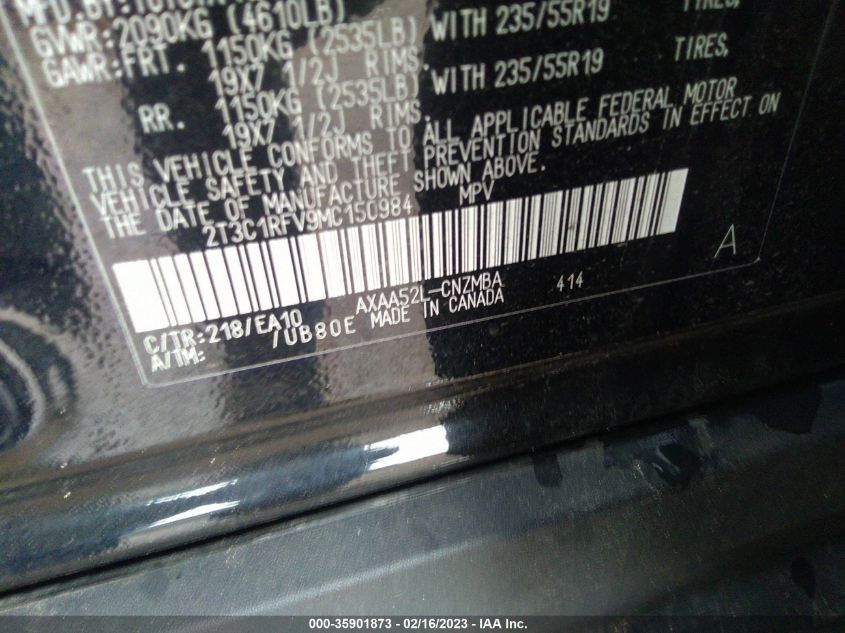 MFD.BY:
GVWR:2090KG (4610LB)
GAWR:FRT. 1150KG (2535LB) WITH 235/55R19 TIRES,
19X7 1/2J RIMS.
RR. 1150KG (2535LB) WITH 235/55R19 TIRES,
19X7 1/2J RIMS.
THIS VEHICLE CONFORMS TO ALL APPLICABLE FEDERAL MOTOR
VEHICLE SAFETY AND THEFT PREVENTION STANDARDS IN EFFECT ON
THE DATE OF MANUFACTURE SHOWN ABOVE.
2T3C1RFV9MC150984 MPV
A
C/TR:218/EA10 AXAA52L-CNZMBA 414
A/TM: /UB80E MADE IN CANADA
000-35901873 - 02/16/2023 - IAA Inc.